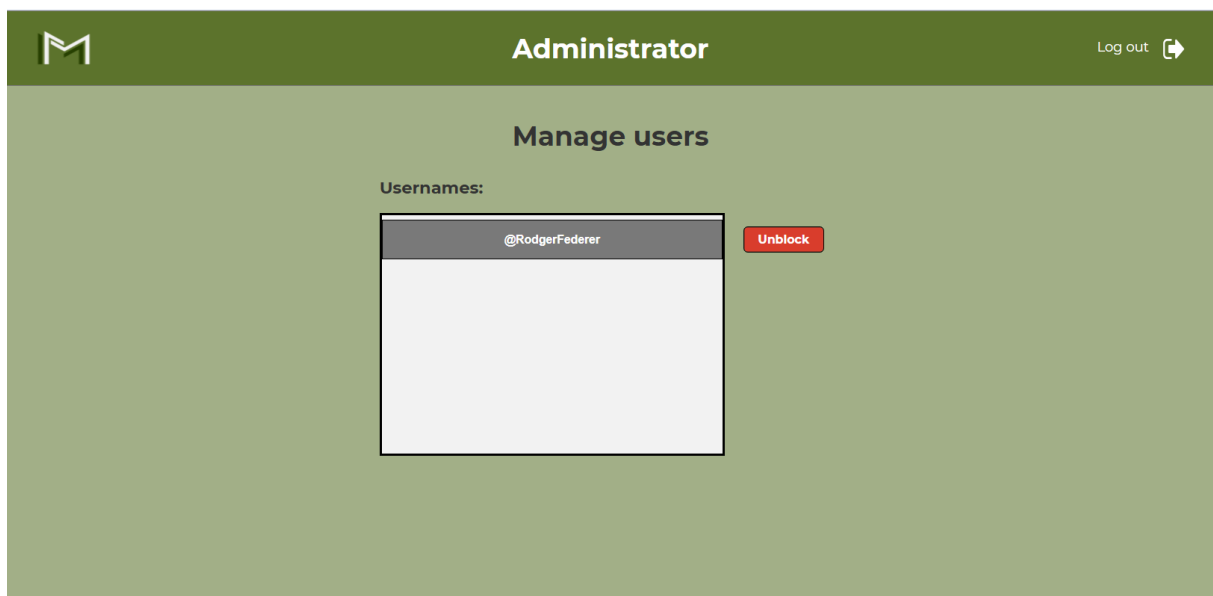 Administrator
Log out
Manage users
Usernames:
@RodgerFederer
Unblock